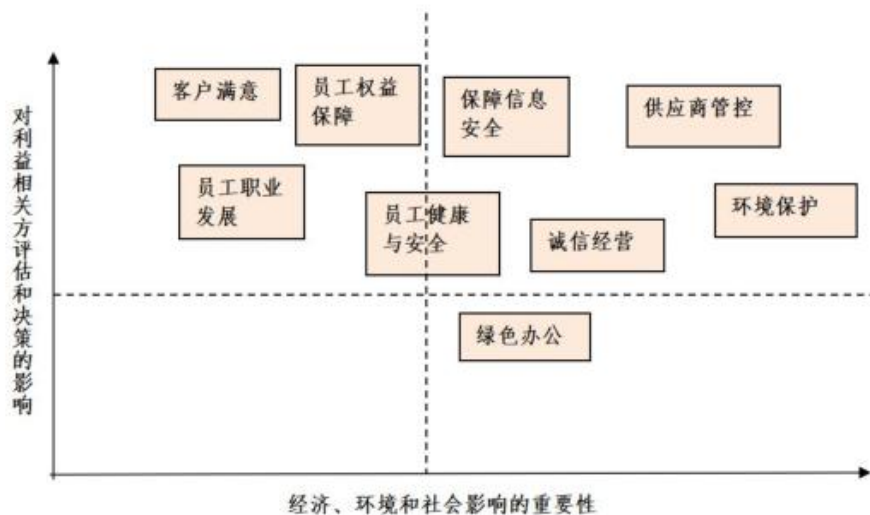 对利益相关方评估和决策的影响
客户满意
员工权益
保障
保障信息
安全
供应商管控
员工职业
发展
员工健康
与安全
诚信经营
环境保护
绿色办公
经济、环境和社会影响的重要性